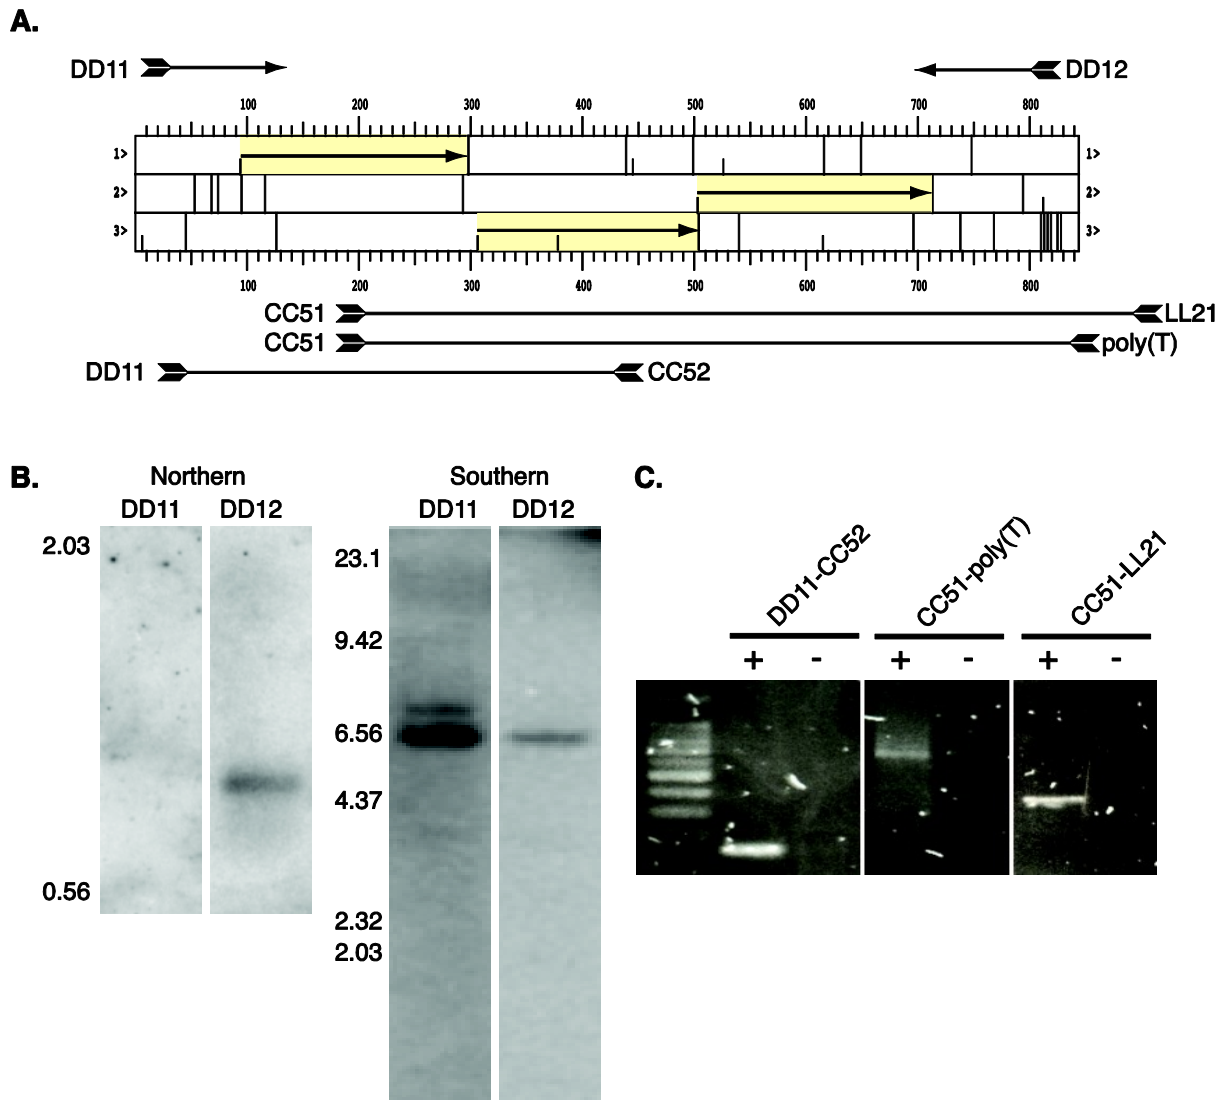 A.
DD11 DD12
100 200 300 400 500 600 700 800
1> 1>
2> 2>
3> 3>
100 200 300 400 500 600 700 800
CC51 LL21
CC51 poly(T)
DD11 CC52
B.
Northern
DD11 DD12
2.03
0.56
Southern
DD11 DD12
23.1
9.42
6.56
4.37
2.32
2.03
C.
DD11-CC52 CC51-poly(T) CC51-LL21
+ - + - + -